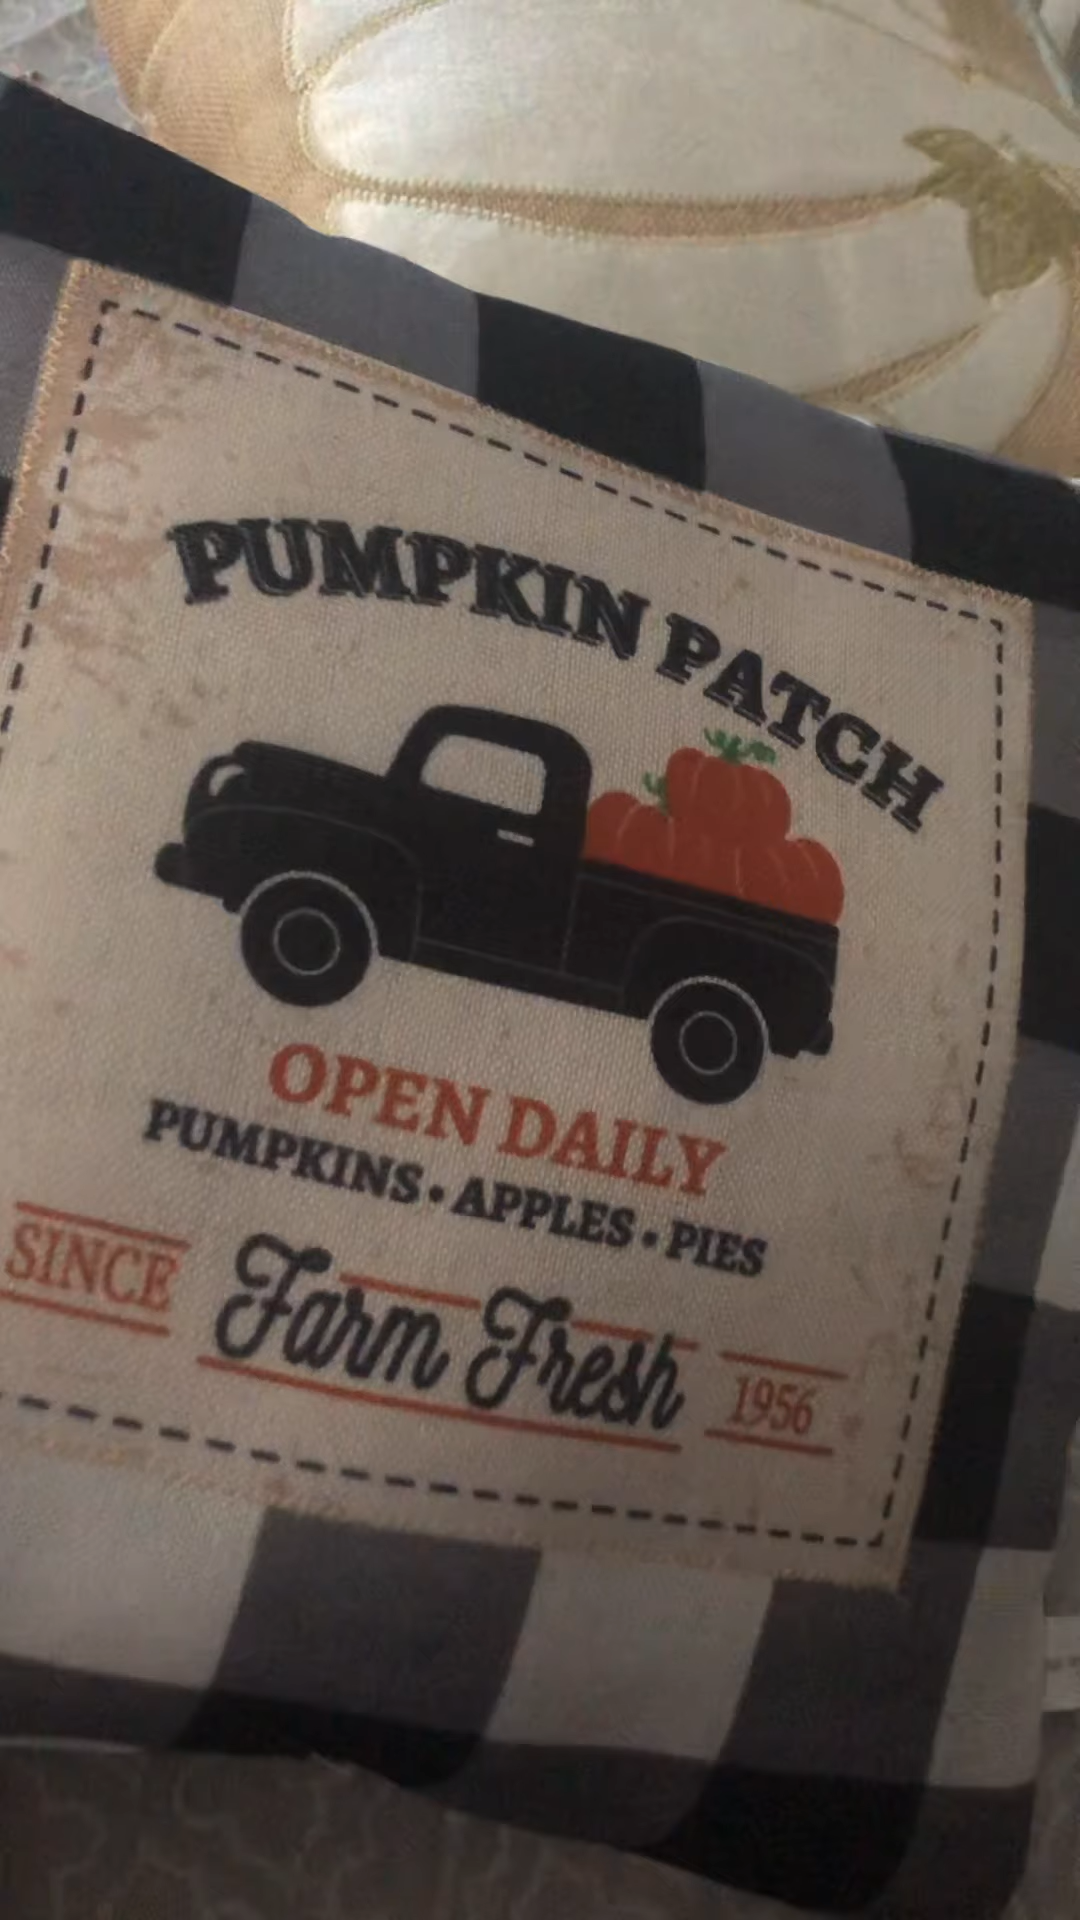 PUMPKIN PATCH
OPEN DAILY
PUMPKINS • APPLES • PIES
SINCE Farm Fresh 1956